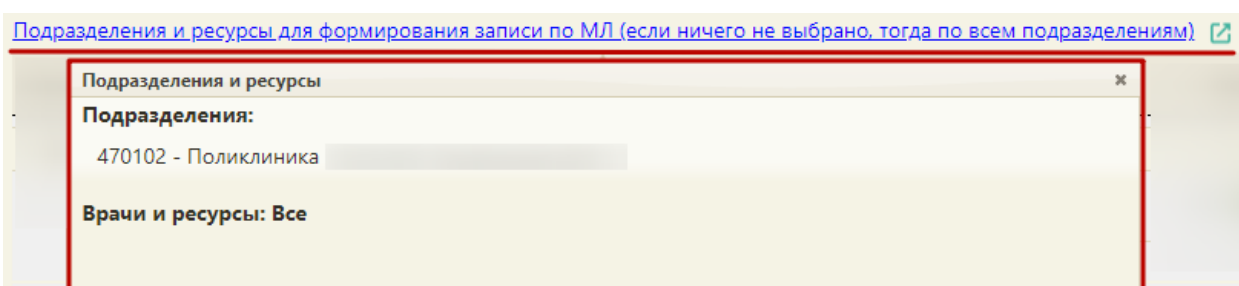 Подразделения и ресурсы для формирования записи по МЛ (если ничего не выбрано, тогда по всем подразделениям)
Подразделения и ресурсы
Подразделения:
470102 - Поликлиника
Врачи и ресурсы: Все